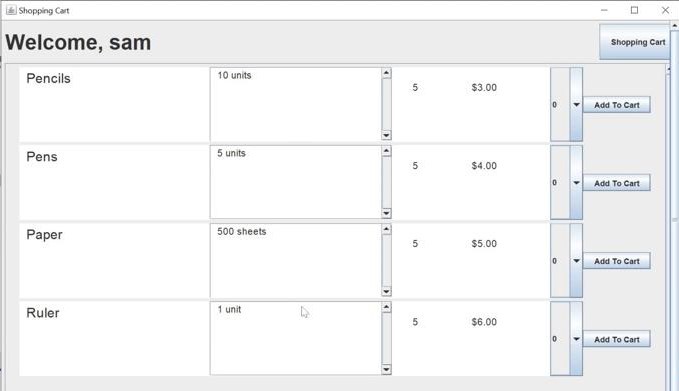 Shopping Cart
Welcome, sam
Shopping Cart
Pencils 10 units 5 $3.00 0 Add To Cart
Pens 5 units 5 $4.00 0 Add To Cart
Paper 500 sheets 5 $5.00 0 Add To Cart
Ruler 1 unit 5 $6.00 0 Add To Cart